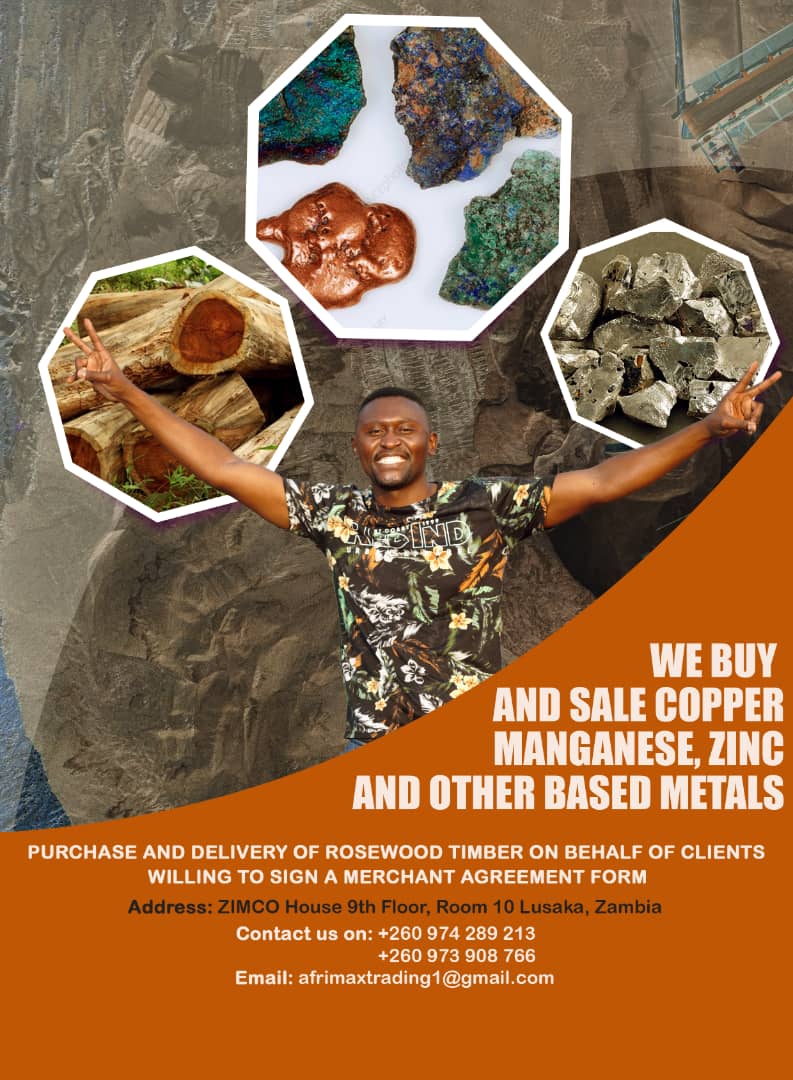 WE BUY
AND SALE COPPER
MANGANESE, ZINC
AND OTHER BASED METALS
PURCHASE AND DELIVERY OF ROSEWOOD TIMBER ON BEHALF OF CLIENTS
WILLING TO SIGN A MERCHANT AGREEMENT FORM
Address: ZIMCO House 9th Floor, Room 10 Lusaka, Zambia
Contact us on: +260 974 289 213
+260 973 908 766
Email: afrimaxtrading1@gmail.com